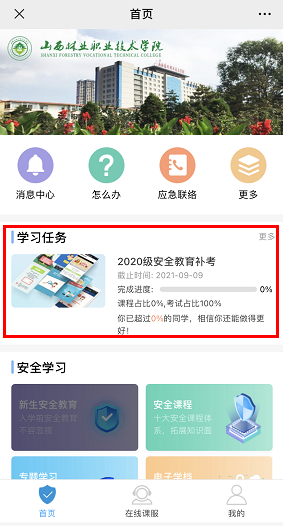 首页
山西林业职业技术学院
SHANXI FORESTRY VOCATIONAL TECHNICAL COLLEGE
消息中心 怎么办 应急联络 更多
学习任务 更多
2020级安全教育补考
截止时间: 2021-09-09
完成进度: 0%
课程占比0%,考试占比100%
你已超过0%的同学，相信你还能做得更
好！
安全学习
新生安全教育 安全课程
入学前安全教育 十大安全课程体
不容忽视 系，拓展知识面
专题学习 电子学档
首页 在线课服 我的